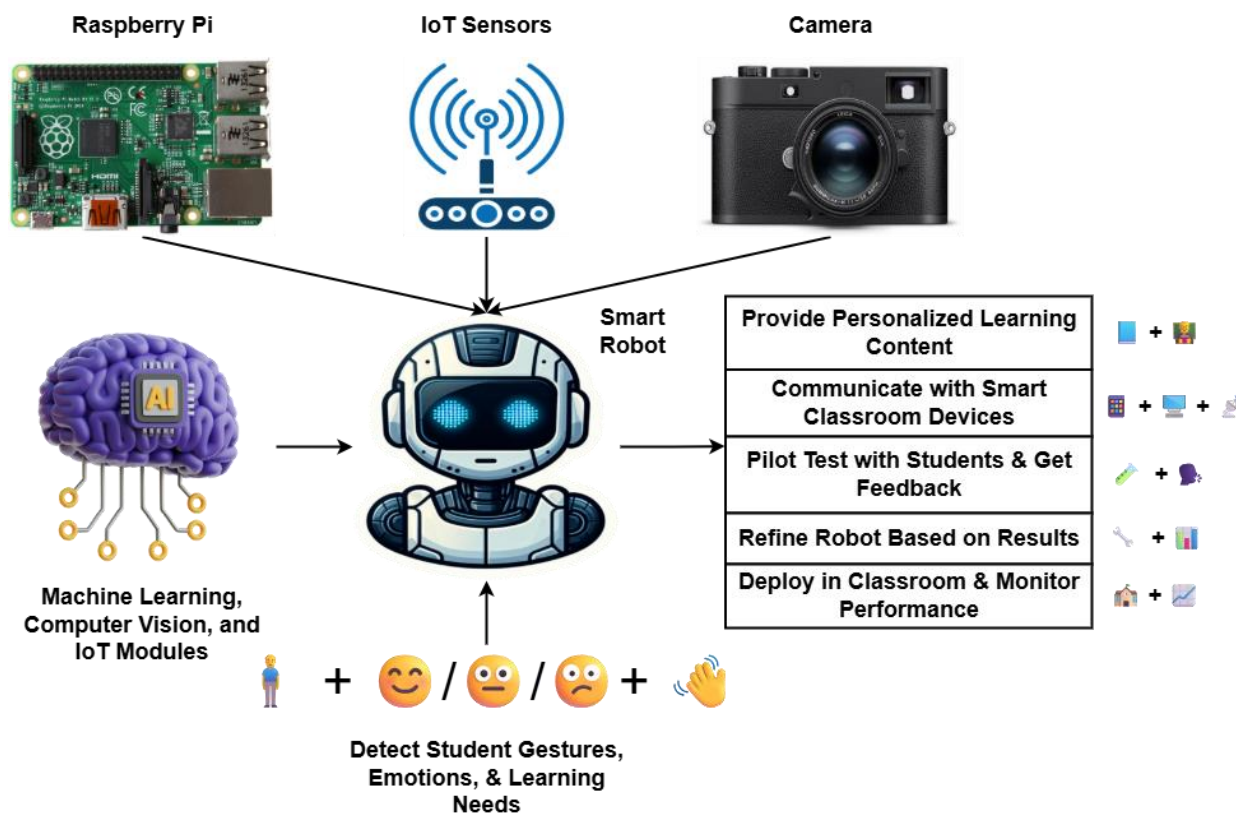 Raspberry Pi
IoT Sensors
Camera
HDMI
LEICA
Smart
Robot
AI
Machine Learning,
Computer Vision, and
IoT Modules
Provide Personalized Learning
Content
+
Communicate with Smart
Classroom Devices
+ +
Pilot Test with Students & Get
Feedback
+
Refine Robot Based on Results
+
Deploy in Classroom & Monitor
Performance
+
+ / / +
Detect Student Gestures,
Emotions, & Learning
Needs